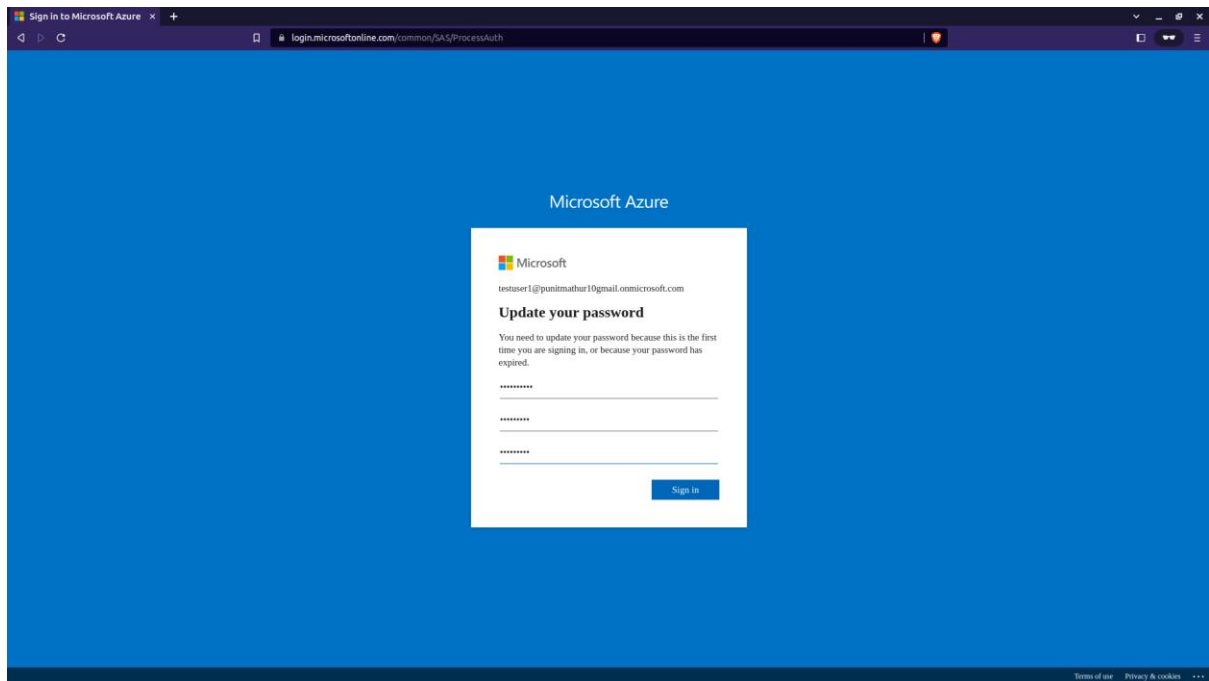 Sign in to Microsoft Azure
login.microsoftonline.com/common/SAS/ProcessAuth
Microsoft Azure
Microsoft
testuser1@punitmathur10gmail.onmicrosoft.com
Update your password
You need to update your password because this is the first
time you are signing in, or because your password has
expired.
••••••••••
•••••••••
•••••••••
Sign in
Terms of use Privacy & cookies ...